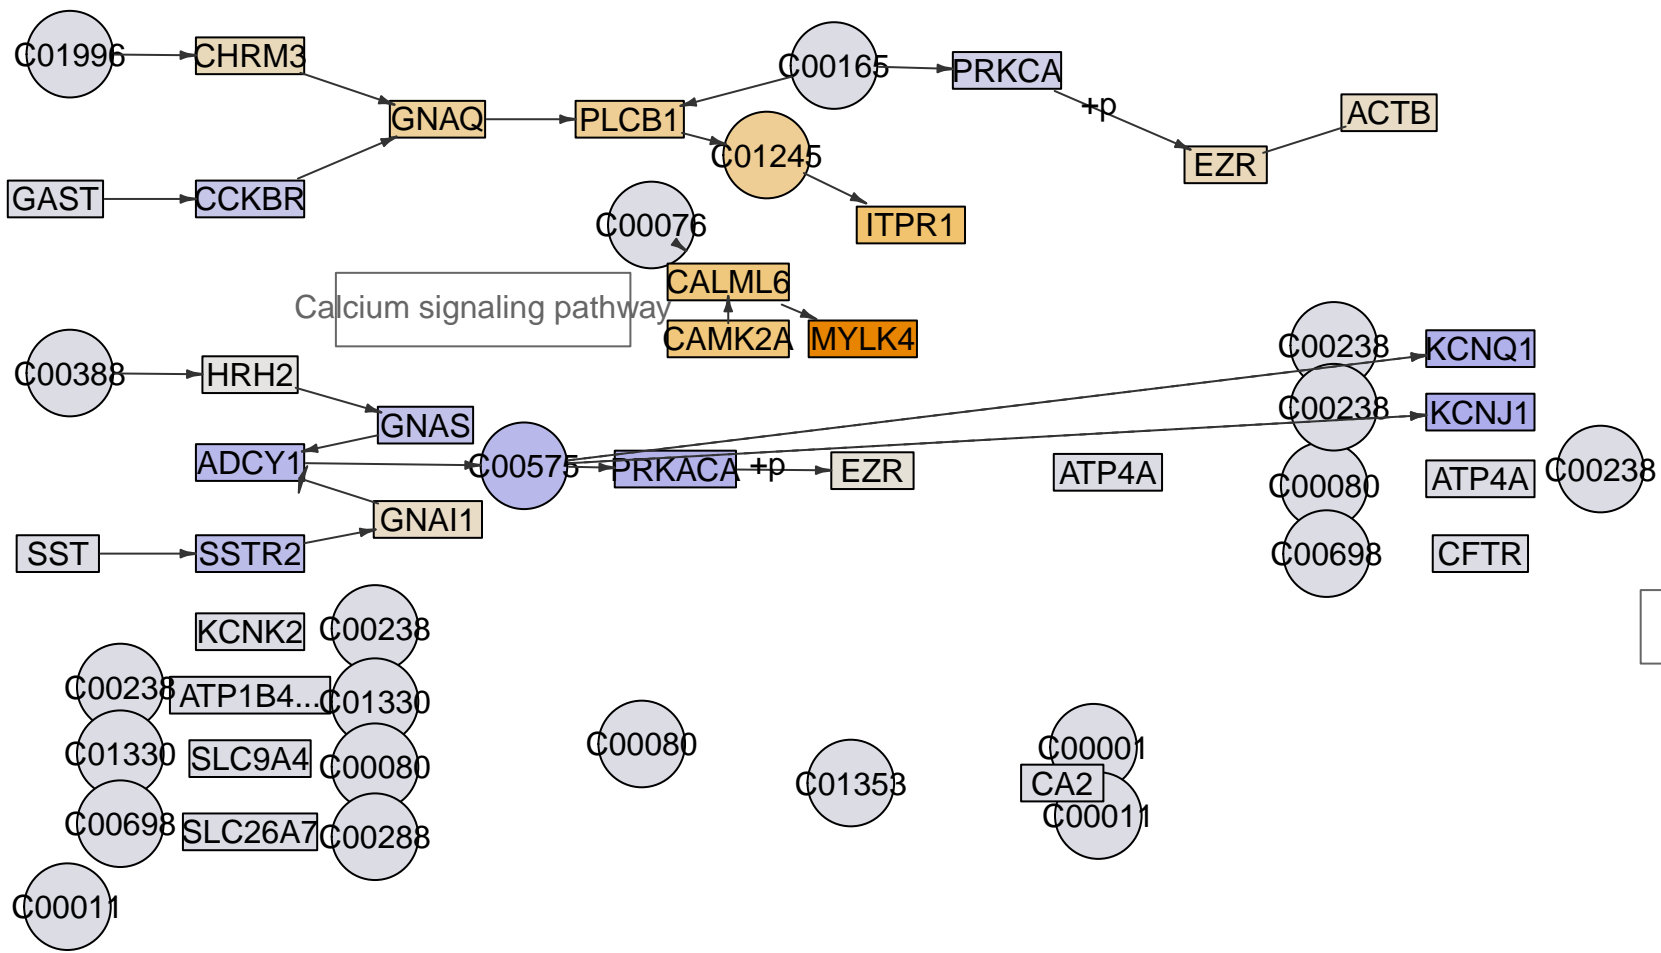 C01996
CHRM3
C00165
PRKCA
+p
ACTB
GNAQ
PLCB1
C01245
EZR
GAST
CCKBR
C00076
ITPR1
CALML6
Calcium signaling pathway
CAMK2A
MYLK4
C00238
KCNQ1
C00388
HRH2
C00238
KCNJ1
GNAS
ADCY1
C00575
PRKACA
+p
EZR
ATP4A
C00080
ATP4A
C00238
GNAI1
SST
SSTR2
C00698
CFTR
KCNK2
C00238
C00238
ATP1B4...
C01330
C01330
SLC9A4
C00080
C00080
C01353
C00001
CA2
C00011
C00698
SLC26A7
C00288
C00011